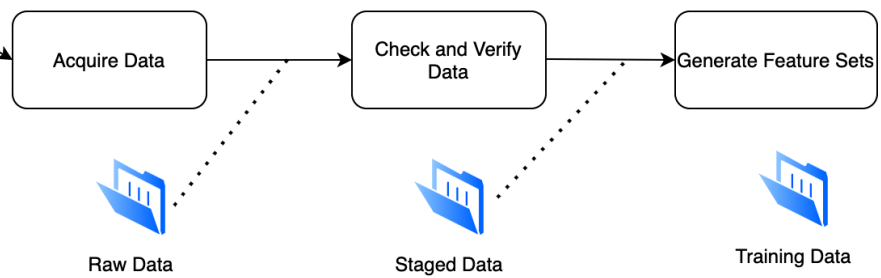 Acquire Data
Check and Verify
Data
Generate Feature Sets
Raw Data
Staged Data
Training Data